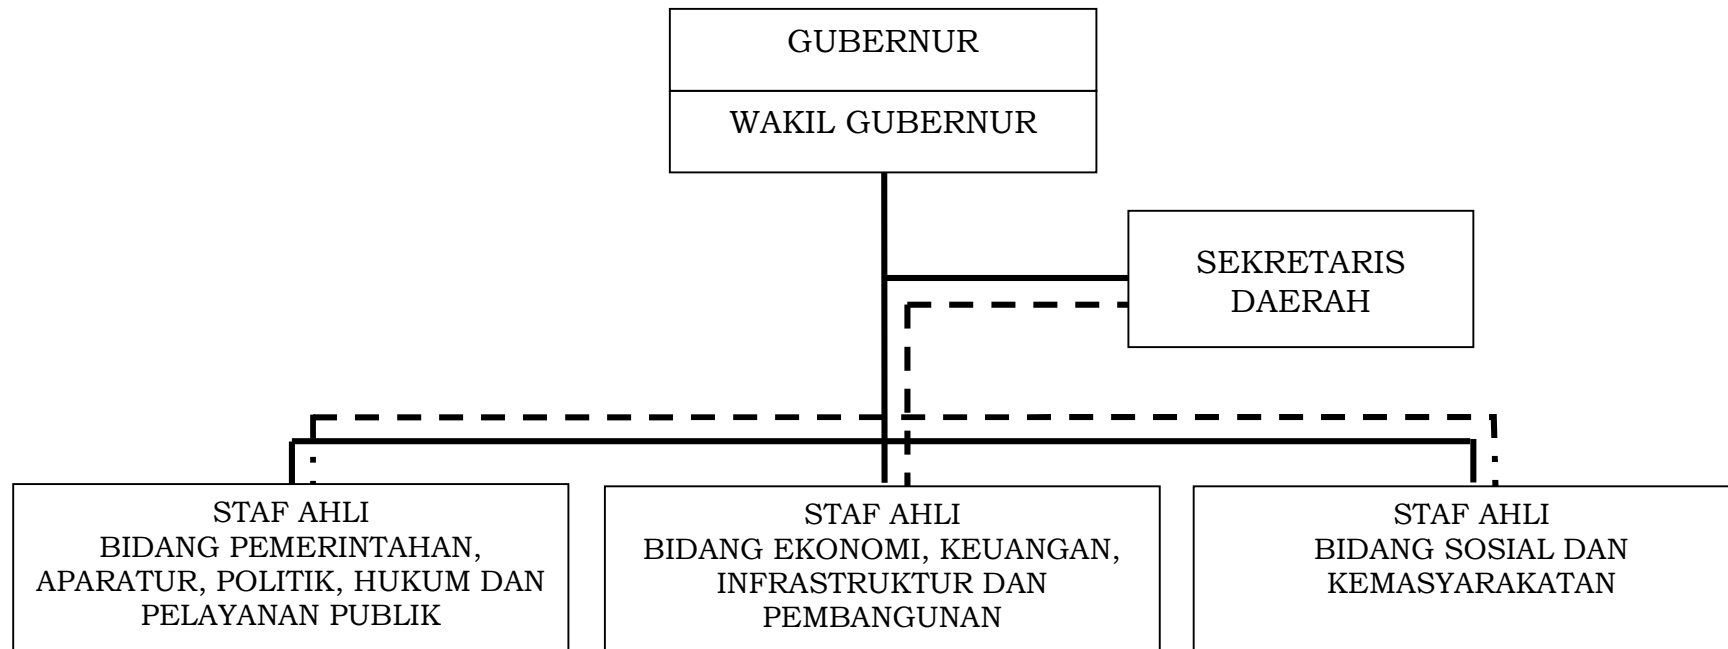 GUBERNUR
WAKIL GUBERNUR
SEKRETARIS
DAERAH
STAF AHLI
BIDANG PEMERINTAHAN,
APARATUR, POLITIK, HUKUM DAN
PELAYANAN PUBLIK
STAF AHLI
BIDANG EKONOMI, KEUANGAN,
INFRASTRUKTUR DAN
PEMBANGUNAN
STAF AHLI
BIDANG SOSIAL DAN
KEMASYARAKATAN